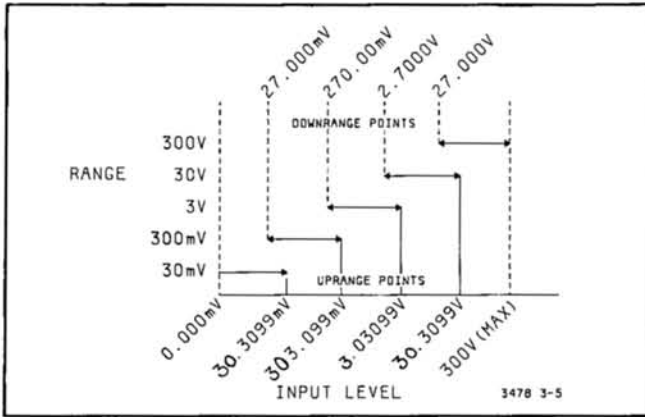 27.000mV
270.00mV
2.7000V
27.000V
DOWNRANGE POINTS
300V
RANGE
30V
3V
300mV
30mV
UPRANGE POINTS
0.000mV
30.3099mV
303.099mV
3.03099V
30.3099V
300V(MAX)
INPUT LEVEL
3478 3-5